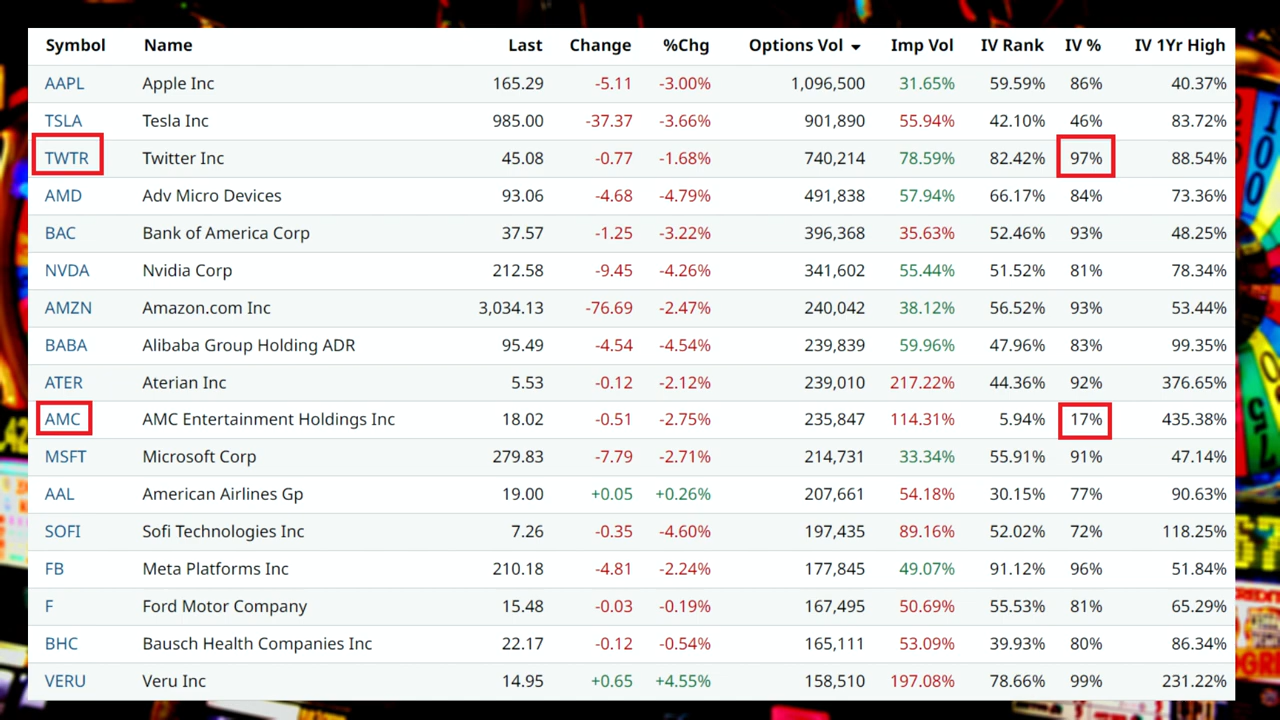 Symbol Name Last Change %Chg Options Vol Imp Vol IV Rank IV % IV 1Yr High
AAPL Apple Inc 165.29 -5.11 -3.00% 1,096,500 31.65% 59.59% 86% 40.37%
TSLA Tesla Inc 985.00 -37.37 -3.66% 901,890 55.94% 42.10% 46% 83.72%
TWTR Twitter Inc 45.08 -0.77 -1.68% 740,214 78.59% 82.42% 97% 88.54%
AMD Adv Micro Devices 93.06 -4.68 -4.79% 491,838 57.94% 66.17% 84% 73.36%
BAC Bank of America Corp 37.57 -1.25 -3.22% 396,368 35.63% 52.46% 93% 48.25%
NVDA Nvidia Corp 212.58 -9.45 -4.26% 341,602 55.44% 51.52% 81% 78.34%
AMZN Amazon.com Inc 3,034.13 -76.69 -2.47% 240,042 38.12% 56.52% 93% 53.44%
BABA Alibaba Group Holding ADR 95.49 -4.54 -4.54% 239,839 59.96% 47.96% 83% 99.35%
ATER Aterian Inc 5.53 -0.12 -2.12% 239,010 217.22% 44.36% 92% 376.65%
AMC AMC Entertainment Holdings Inc 18.02 -0.51 -2.75% 235,847 114.31% 5.94% 17% 435.38%
MSFT Microsoft Corp 279.83 -7.79 -2.71% 214,731 33.34% 55.91% 91% 47.14%
AAL American Airlines Gp 19.00 +0.05 +0.26% 207,661 54.18% 30.15% 77% 90.63%
SOFI Sofi Technologies Inc 7.26 -0.35 -4.60% 197,435 89.16% 52.02% 72% 118.25%
FB Meta Platforms Inc 210.18 -4.81 -2.24% 177,845 49.07% 91.12% 96% 51.84%
F Ford Motor Company 15.48 -0.03 -0.19% 167,495 50.69% 55.53% 81% 65.29%
BHC Bausch Health Companies Inc 22.17 -0.12 -0.54% 165,111 53.09% 39.93% 80% 86.34%
VERU Veru Inc 14.95 +0.65 +4.55% 158,510 197.08% 78.66% 99% 231.22%